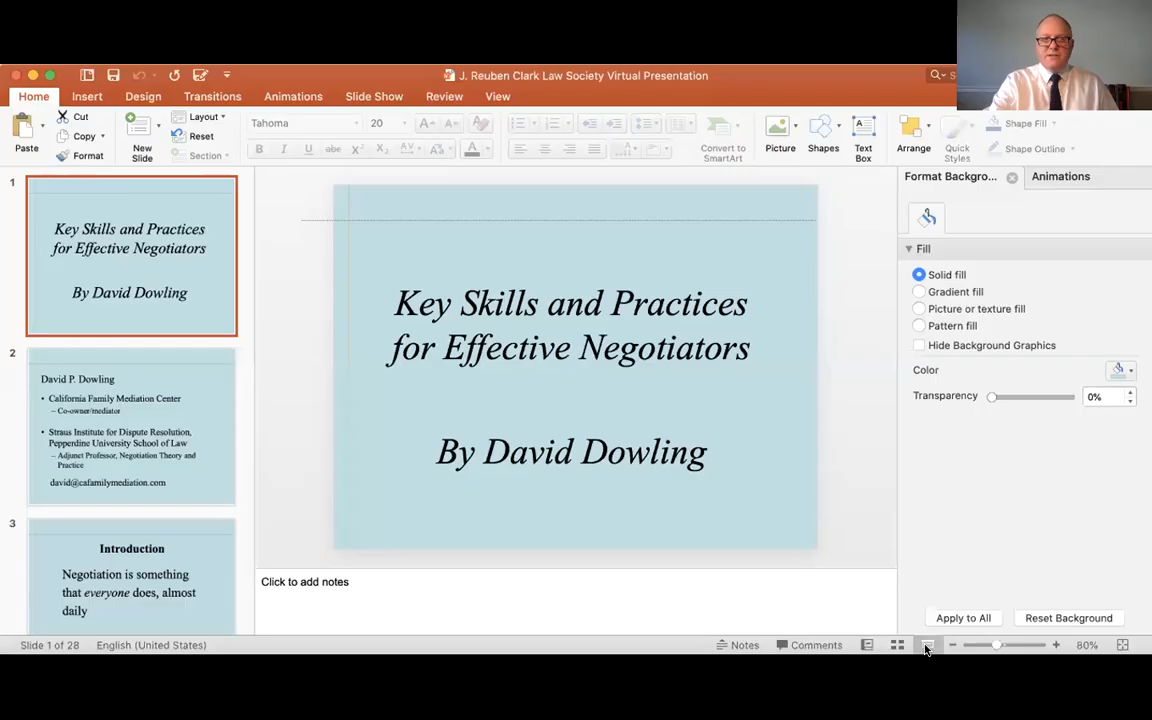 J. Reuben Clark Law Society Virtual Presentation
Home Insert Design Transitions Animations Slide Show Review View
Paste
Cut
Copy
Format
New
Slide
Layout
Reset
Section
Tahoma 20
Convert to
SmartArt
Picture
Shapes
Text
Box
Arrange
Quick
Styles
Shape Fill
Shape Outline
1
Key Skills and Practices
for Effective Negotiators
By David Dowling
2
David P. Dowling
• California Family Mediation Center
– Co-owner/mediator
• Straus Institute for Dispute Resolution,
Pepperdine University School of Law
– Adjunct Professor, Negotiation Theory and
Practice
david@cafamilymediation.com
3
Introduction
Negotiation is something
that everyone does, almost
daily
Key Skills and Practices
for Effective Negotiators
By David Dowling
Click to add notes
Format Backgro...
Animations
Fill
Solid fill
Gradient fill
Picture or texture fill
Pattern fill
Hide Background Graphics
Color
Transparency 0%
Apply to All Reset Background
Slide 1 of 28 English (United States) Notes Comments 80%